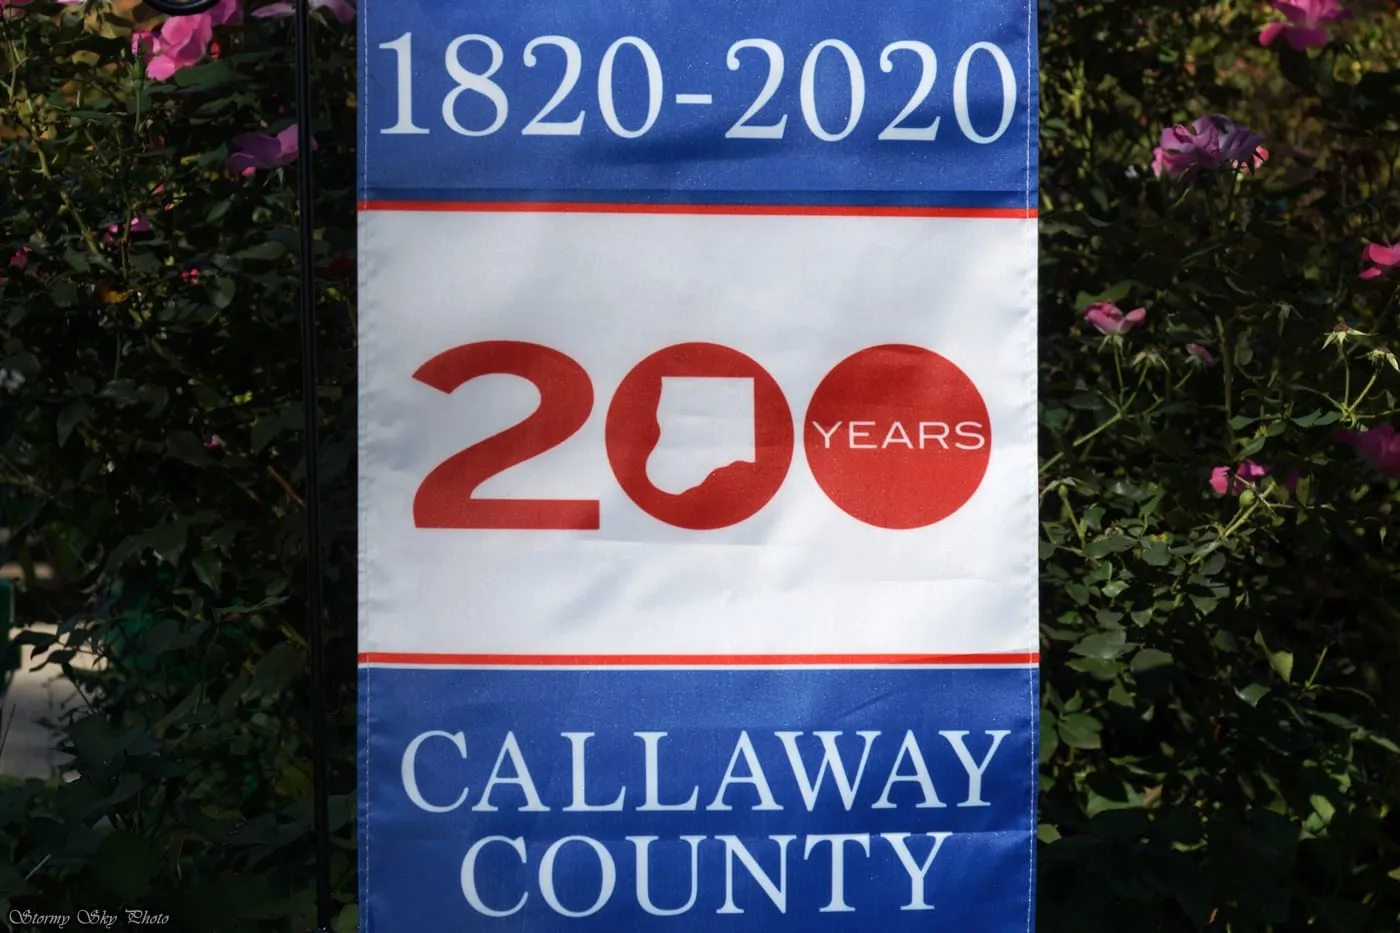 1820-2020
200
YEARS
CALLAWAY
COUNTY
Stormy Sky Photo